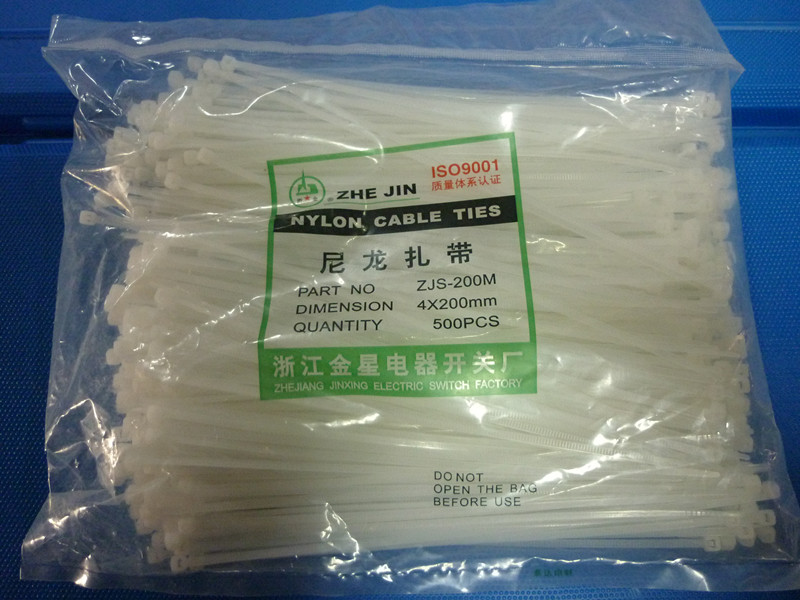 ISO9001
质量体系认证
ZHE JIN
NYLON CABLE TIES
尼龙扎带
PART NO ZJS-200M
DIMENSION 4X200mm
QUANTITY 500PCS
浙江金星电器开关厂
ZHEJIANG JINXING ELECTRIC SWITCH FACTORY
DO NOT
OPEN THE BAG
BEFORE USE